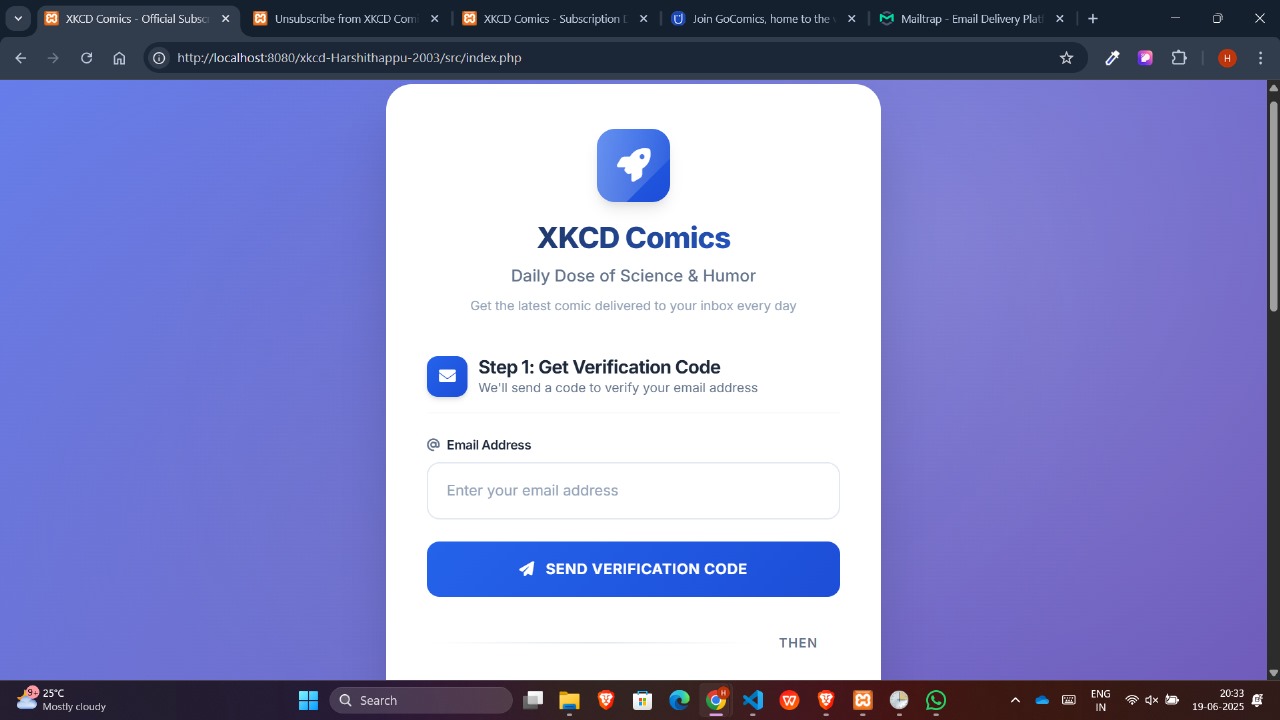 XKCD Comics - Official Subsc
Unsubscribe from XKCD Com
XKCD Comics - Subscription D
Join GoComics, home to the w
Mailtrap - Email Delivery Plat
http://localhost:8080/xkcd-Harshithappu-2003/src/index.php
H
XKCD Comics
Daily Dose of Science & Humor
Get the latest comic delivered to your inbox every day
Step 1: Get Verification Code
We'll send a code to verify your email address
@ Email Address
Enter your email address
SEND VERIFICATION CODE
THEN
9+
25°C
Mostly cloudy
Search
H
ENG
IN
20:33
19-06-2025